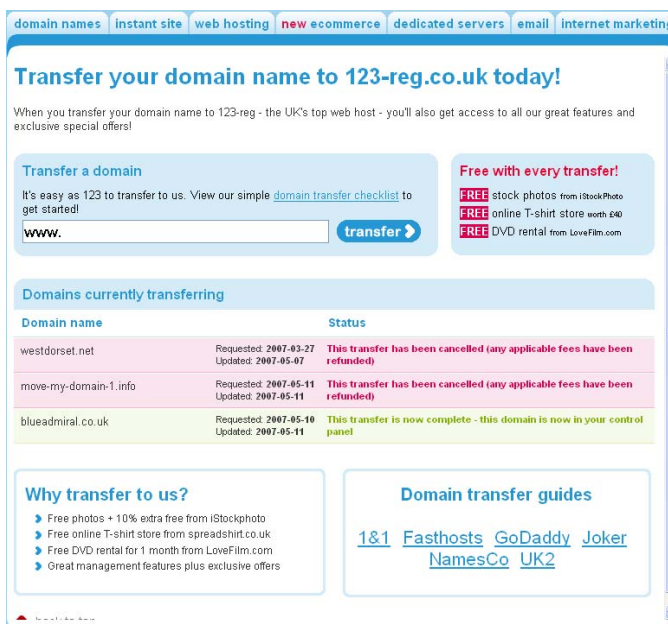 domain names instant site web hosting new ecommerce dedicated servers email internet marketing
Transfer your domain name to 123-reg.co.uk today!
When you transfer your domain name to 123-reg - the UK's top web host - you'll also get access to all our great features and
exclusive special offers!
Transfer a domain
It's easy as 123 to transfer to us. View our simple domain transfer checklist to
get started!
www.
transfer
Free with every transfer!
FREE stock photos from iStockPhoto
FREE online T-shirt store worth £40
FREE DVD rental from LoveFilm.com
Domains currently transferring
Domain name Status
westdorset.net
Requested: 2007-03-27
Updated: 2007-05-07
This transfer has been cancelled (any applicable fees have been
refunded)
move-my-domain-1.info
Requested: 2007-05-11
Updated: 2007-05-11
This transfer has been cancelled (any applicable fees have been
refunded)
blueadmiral.co.uk
Requested: 2007-05-10
Updated: 2007-05-11
This transfer is now complete - this domain is now in your control
panel
Why transfer to us?
Free photos + 10% extra free from iStockphoto
Free online T-shirt store from spreadshirt.co.uk
Free DVD rental for 1 month from LoveFilm.com
Great management features plus exclusive offers
Domain transfer guides
1&1 Fasthosts GoDaddy Joker
NamesCo UK2
back to top